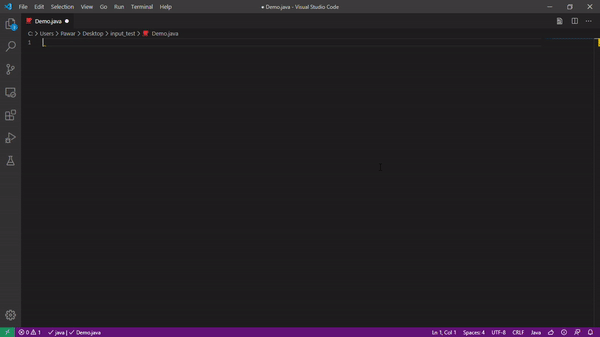 File Edit Selection View Go Run Terminal Help ● Demo.java - Visual Studio Code
Demo.java ●
C: > Users > Pawar > Desktop > input_test > Demo.java
1
0 1 java | Demo.java Ln 1, Col 1 Spaces: 4 UTF-8 CRLF Java